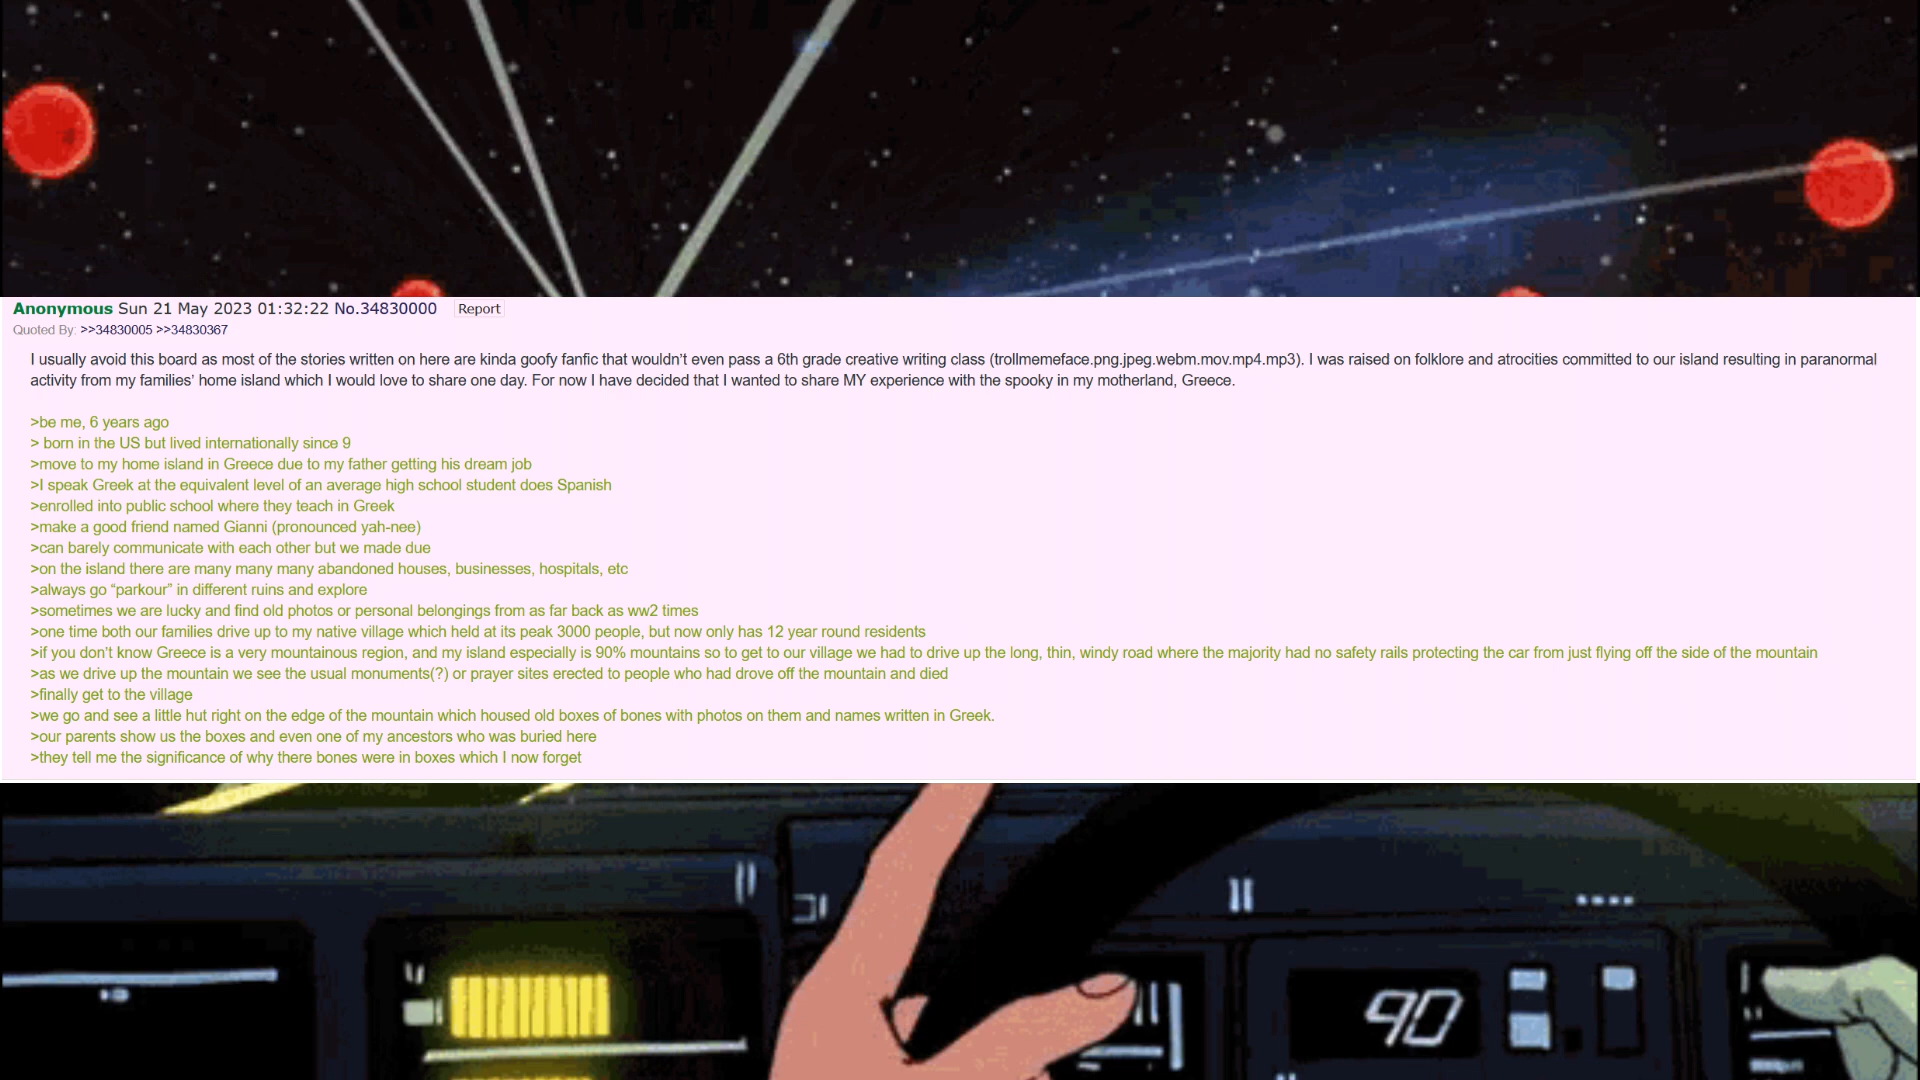 Anonymous Sun 21 May 2023 01:32:22 No.34830000 Report
Quoted By: >>34830005 >>34830367
I usually avoid this board as most of the stories written on here are kinda goofy fanfic that wouldn’t even pass a 6th grade creative writing class (trollmemeface.png.jpeg.webm.mov.mp4.mp3). I was raised on folklore and atrocities committed to our island resulting in paranormal
activity from my families’ home island which I would love to share one day. For now I have decided that I wanted to share MY experience with the spooky in my motherland, Greece.
>be me, 6 years ago
> born in the US but lived internationally since 9
>move to my home island in Greece due to my father getting his dream job
>I speak Greek at the equivalent level of an average high school student does Spanish
>enrolled into public school where they teach in Greek
>make a good friend named Gianni (pronounced yah-nee)
>can barely communicate with each other but we made due
>on the island there are many many many abandoned houses, businesses, hospitals, etc
>always go “parkour” in different ruins and explore
>sometimes we are lucky and find old photos or personal belongings from as far back as ww2 times
>one time both our families drive up to my native village which held at its peak 3000 people, but now only has 12 year round residents
>if you don't know Greece is a very mountainous region, and my island especially is 90% mountains so to get to our village we had to drive up the long, thin, windy road where the majority had no safety rails protecting the car from just flying off the side of the mountain
>as we drive up the mountain we see the usual monuments(?) or prayer sites erected to people who had drove off the mountain and died
>finally get to the village
>we go and see a little hut right on the edge of the mountain which housed old boxes of bones with photos on them and names written in Greek.
>our parents show us the boxes and even one of my ancestors who was buried here
>they tell me the significance of why there bones were in boxes which I now forget
90